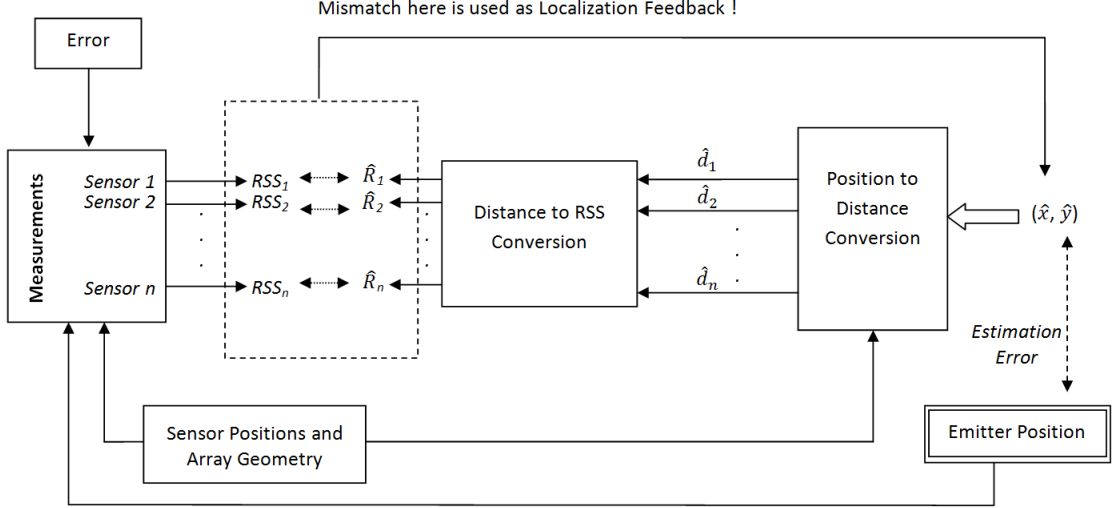 Mismatch here is used as Localization Feedback !
Error
Measurements
Sensor 1
Sensor 2
.
.
Sensor n
RSS₁
RSS₂
RSSₙ
R̂₁
R̂₂
.
.
R̂ₙ
Distance to RSS
Conversion
d̂₁
d̂₂
.
.
d̂ₙ
.
Position to
Distance
Conversion
(x̂, ŷ)
Estimation
Error
Sensor Positions and
Array Geometry
Emitter Position